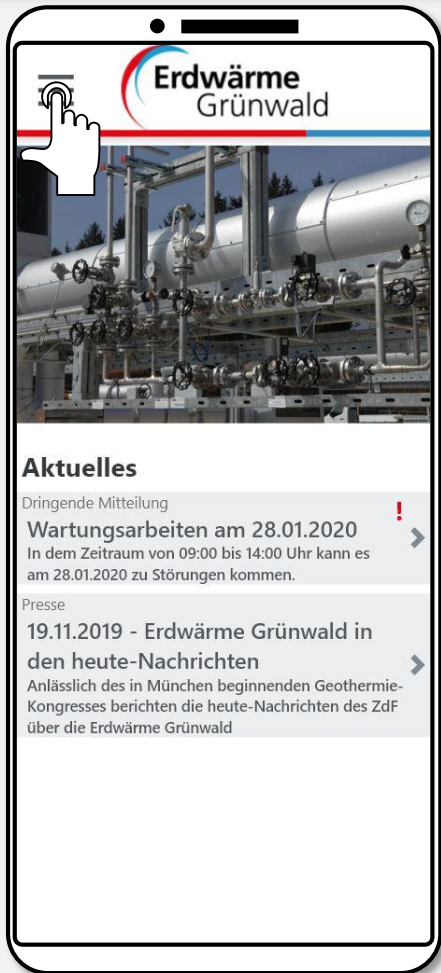 Erdwärme
Grünwald
Aktuelles
Dringende Mitteilung
!
Wartungsarbeiten am 28.01.2020
In dem Zeitraum von 09:00 bis 14:00 Uhr kann es
am 28.01.2020 zu Störungen kommen.
Presse
19.11.2019 - Erdwärme Grünwald in
den heute-Nachrichten
Anlässlich des in München beginnenden Geothermie-
Kongresses berichten die heute-Nachrichten des ZdF
über die Erdwärme Grünwald